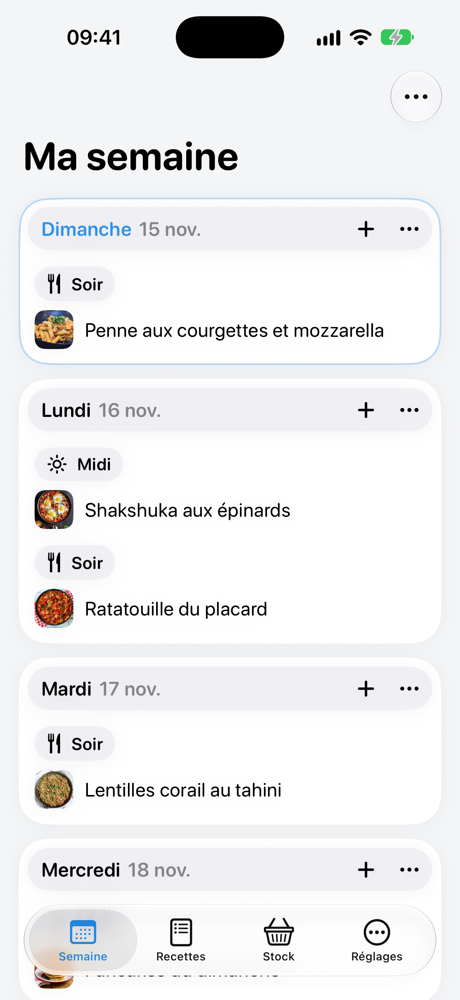 09:41
Ma semaine
Dimanche 15 nov.
Soir
Penne aux courgettes et mozzarella
Lundi 16 nov.
Midi
Shakshuka aux épinards
Soir
Ratatouille du placard
Mardi 17 nov.
Soir
Lentilles corail au tahini
Mercredi 18 nov.
Semaine Recettes Stock Réglages